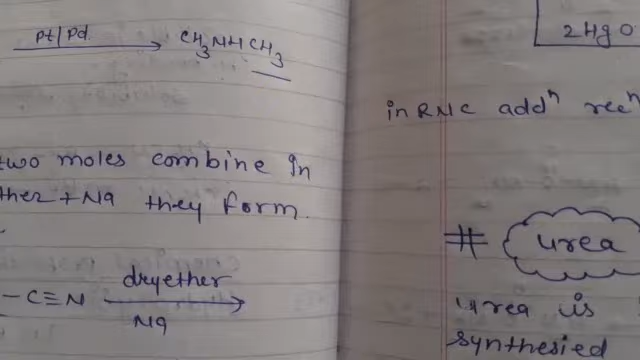 Pt/Pd
CH3NHCH3
two moles combine in
ther + Na they form.
-C≡N dryether
Na
2HgO
in RNC addn recn
# urea
urea is
synthesied